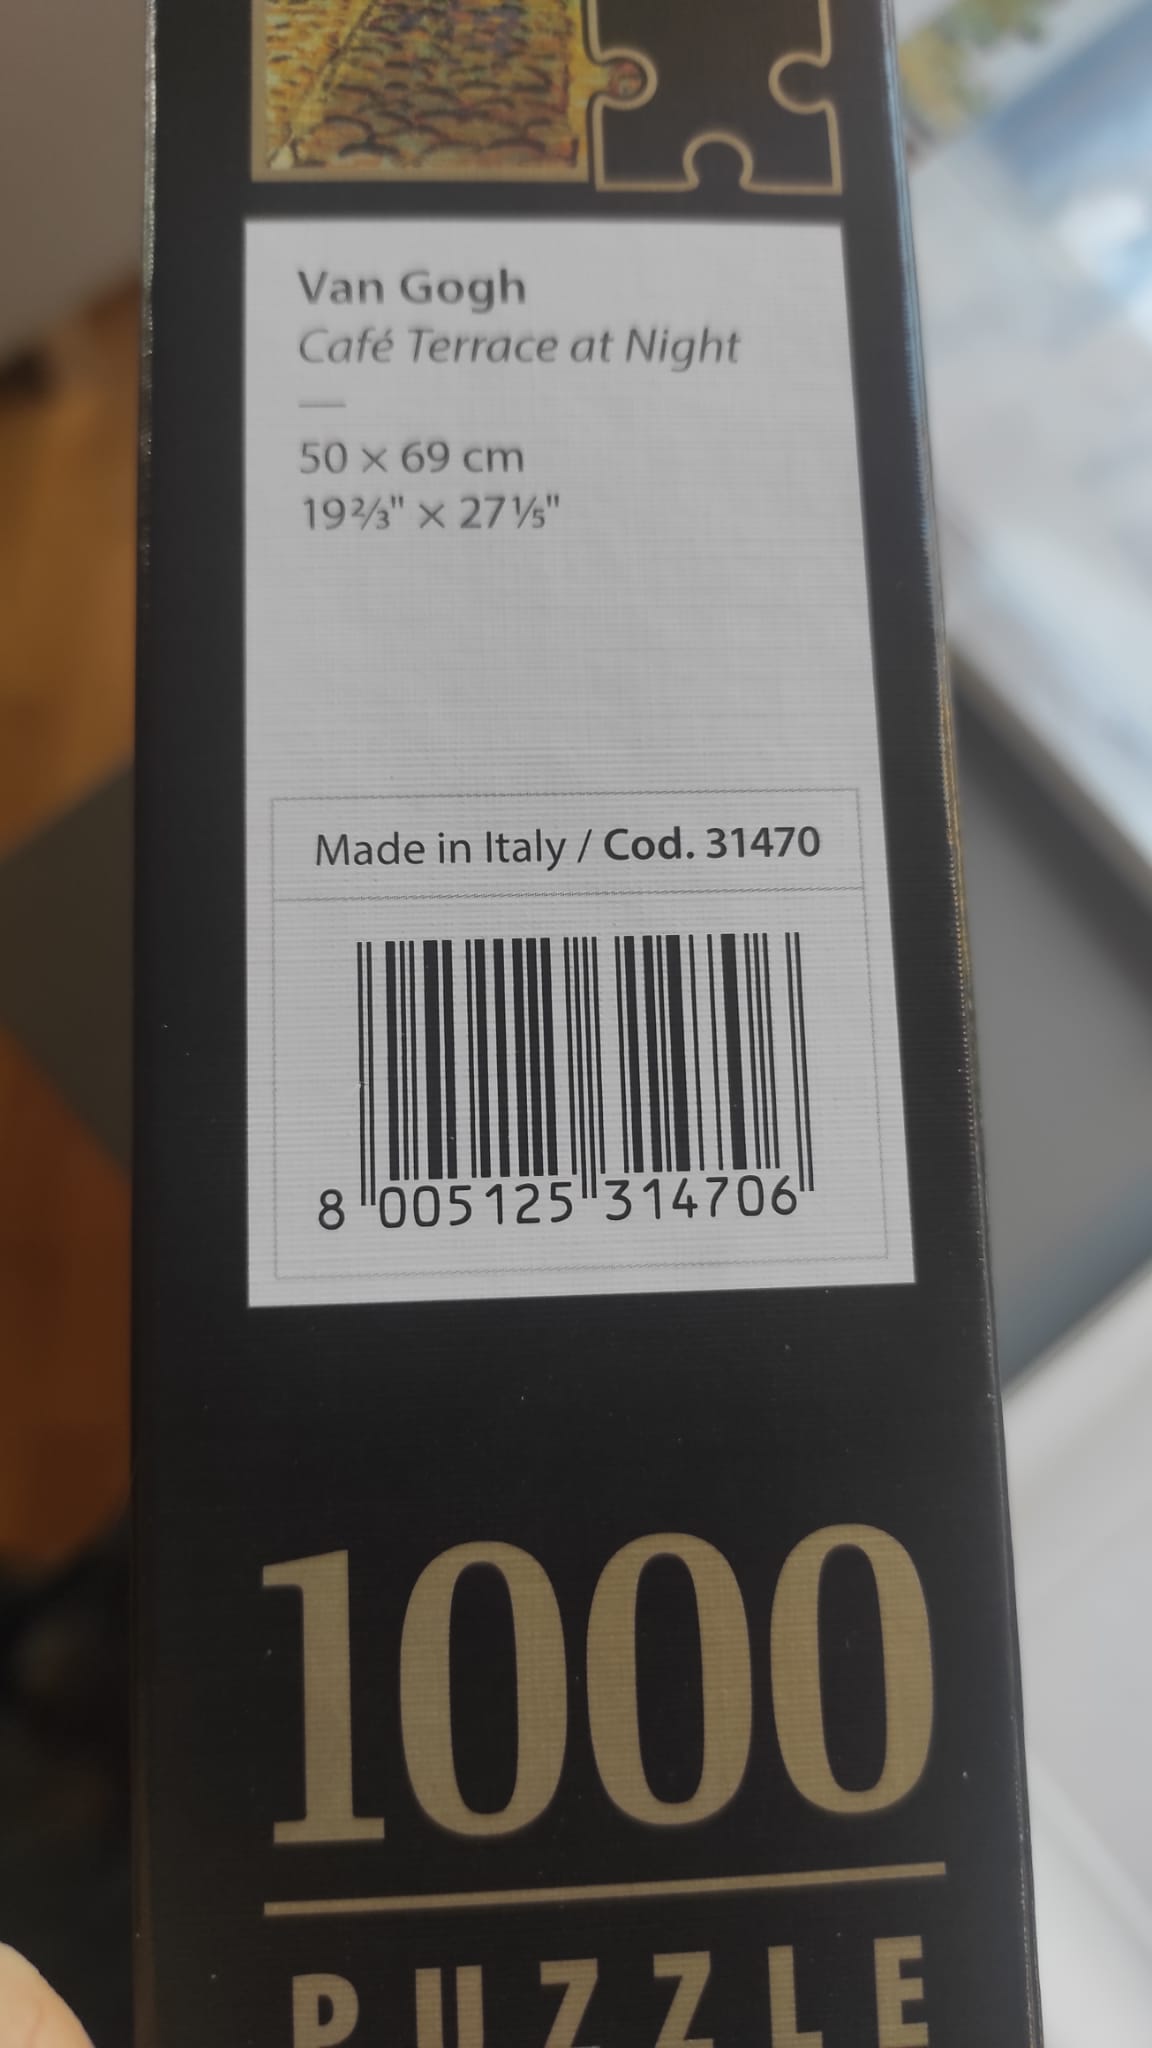 Van Gogh
Café Terrace at Night
50 × 69 cm
19⅔" × 27⅕"
Made in Italy / Cod. 31470
8 005125 314706
1000
PUZZLE